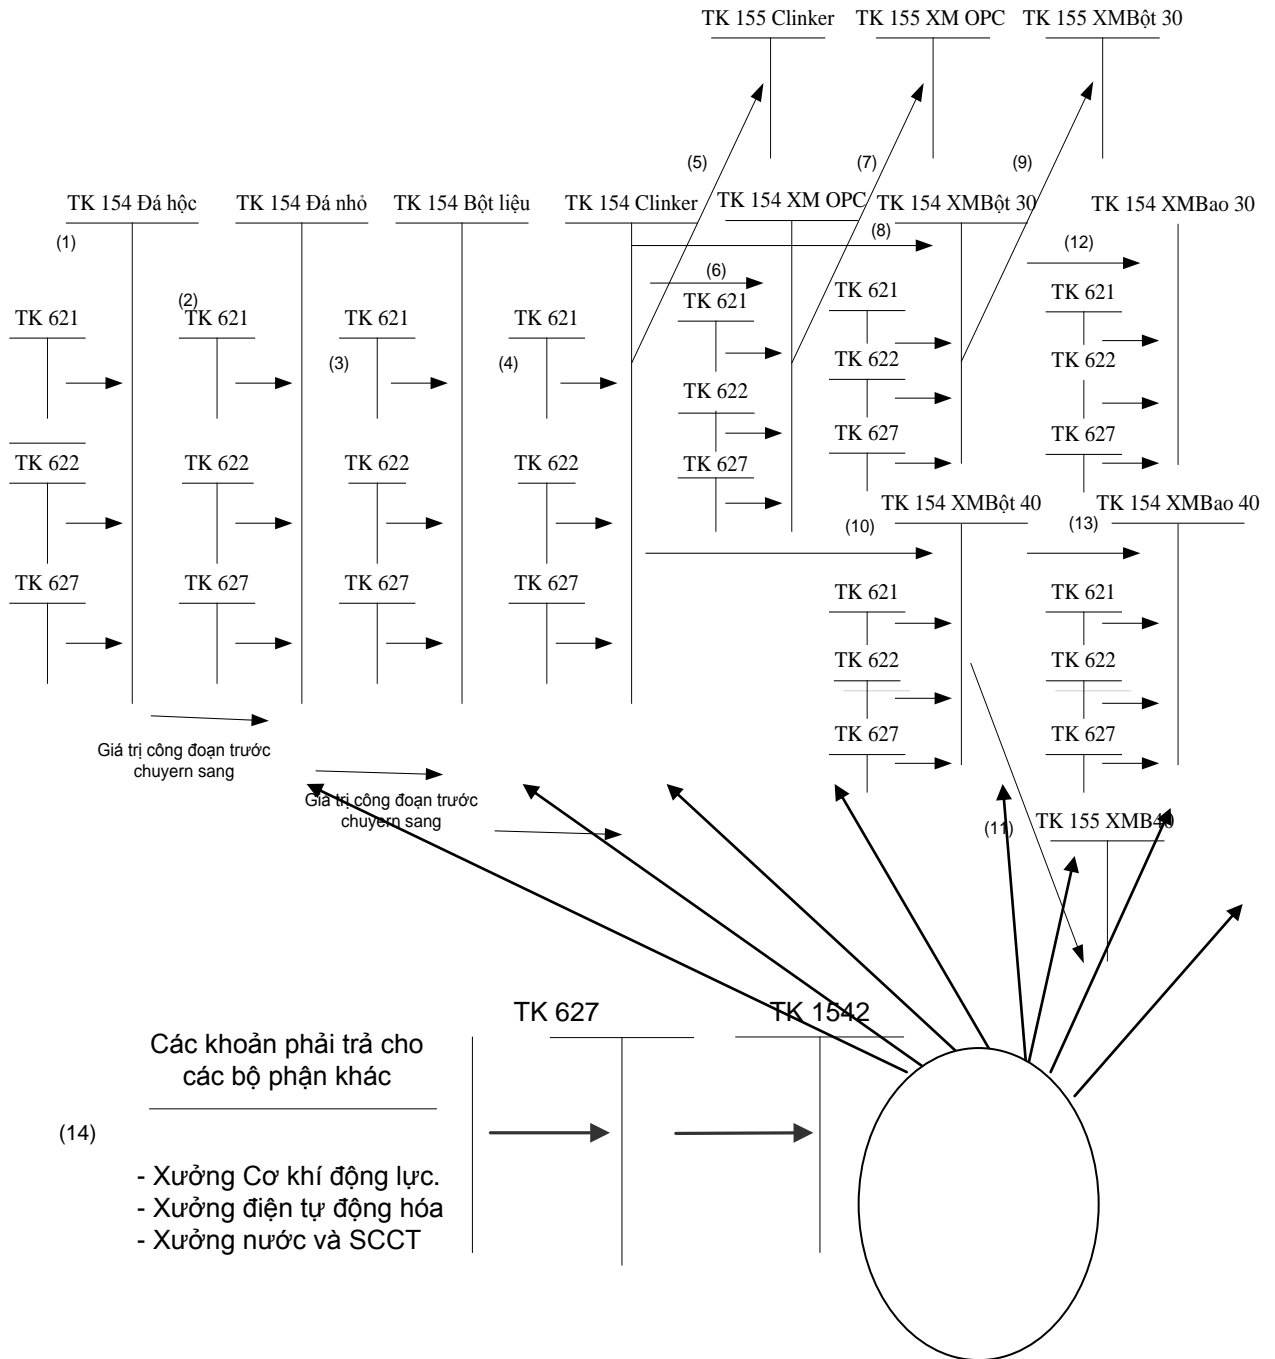 TK 155 Clinker
TK 155 XM OPC
TK 155 XMBột 30
(5)
(7)
(9)
TK 154 Đá hộc
TK 154 Đá nhỏ
TK 154 Bột liệu
TK 154 Clinker
TK 154 XM OPC
TK 154 XMBột 30
TK 154 XMBao 30
(1)
(8)
(12)
(6)
(2)
TK 621
TK 621
TK 621
TK 621
TK 621
TK 621
TK 621
(3)
(4)
TK 622
TK 622
TK 622
TK 627
TK 627
TK 622
TK 622
TK 622
TK 622
TK 627
TK 154 XMBột 40
TK 154 XMBao 40
(10)
(13)
TK 627
TK 627
TK 627
TK 627
TK 621
TK 621
TK 622
TK 622
TK 627
TK 627
Giá trị công đoạn trước
chuyern sang
Giá trị công đoạn trước
chuyern sang
(11)
TK 155 XMB40
TK 627
TK 1542
Các khoản phải trả cho
các bộ phận khác
(14)
- Xưởng Cơ khí động lực.
- Xưởng điện tự động hóa
- Xưởng nước và SCCT